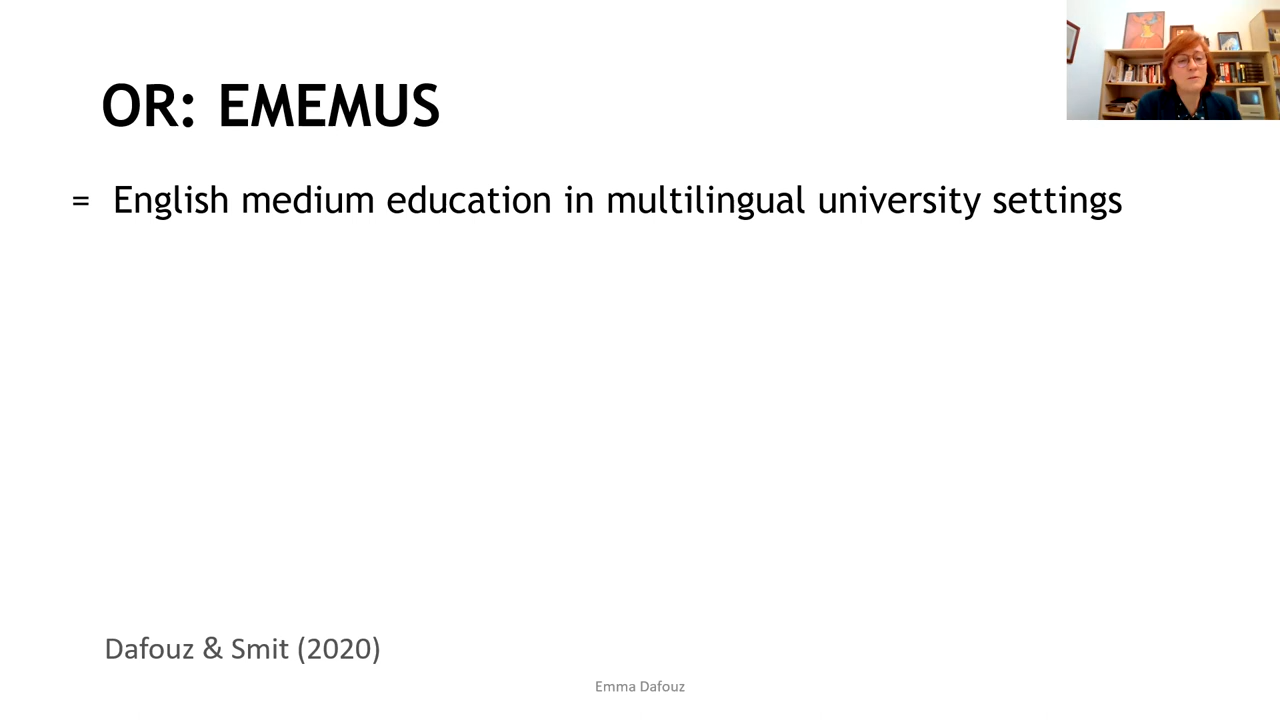 OR: EMEMUS
= English medium education in multilingual university settings
Dafouz & Smit (2020)
Emma Dafouz